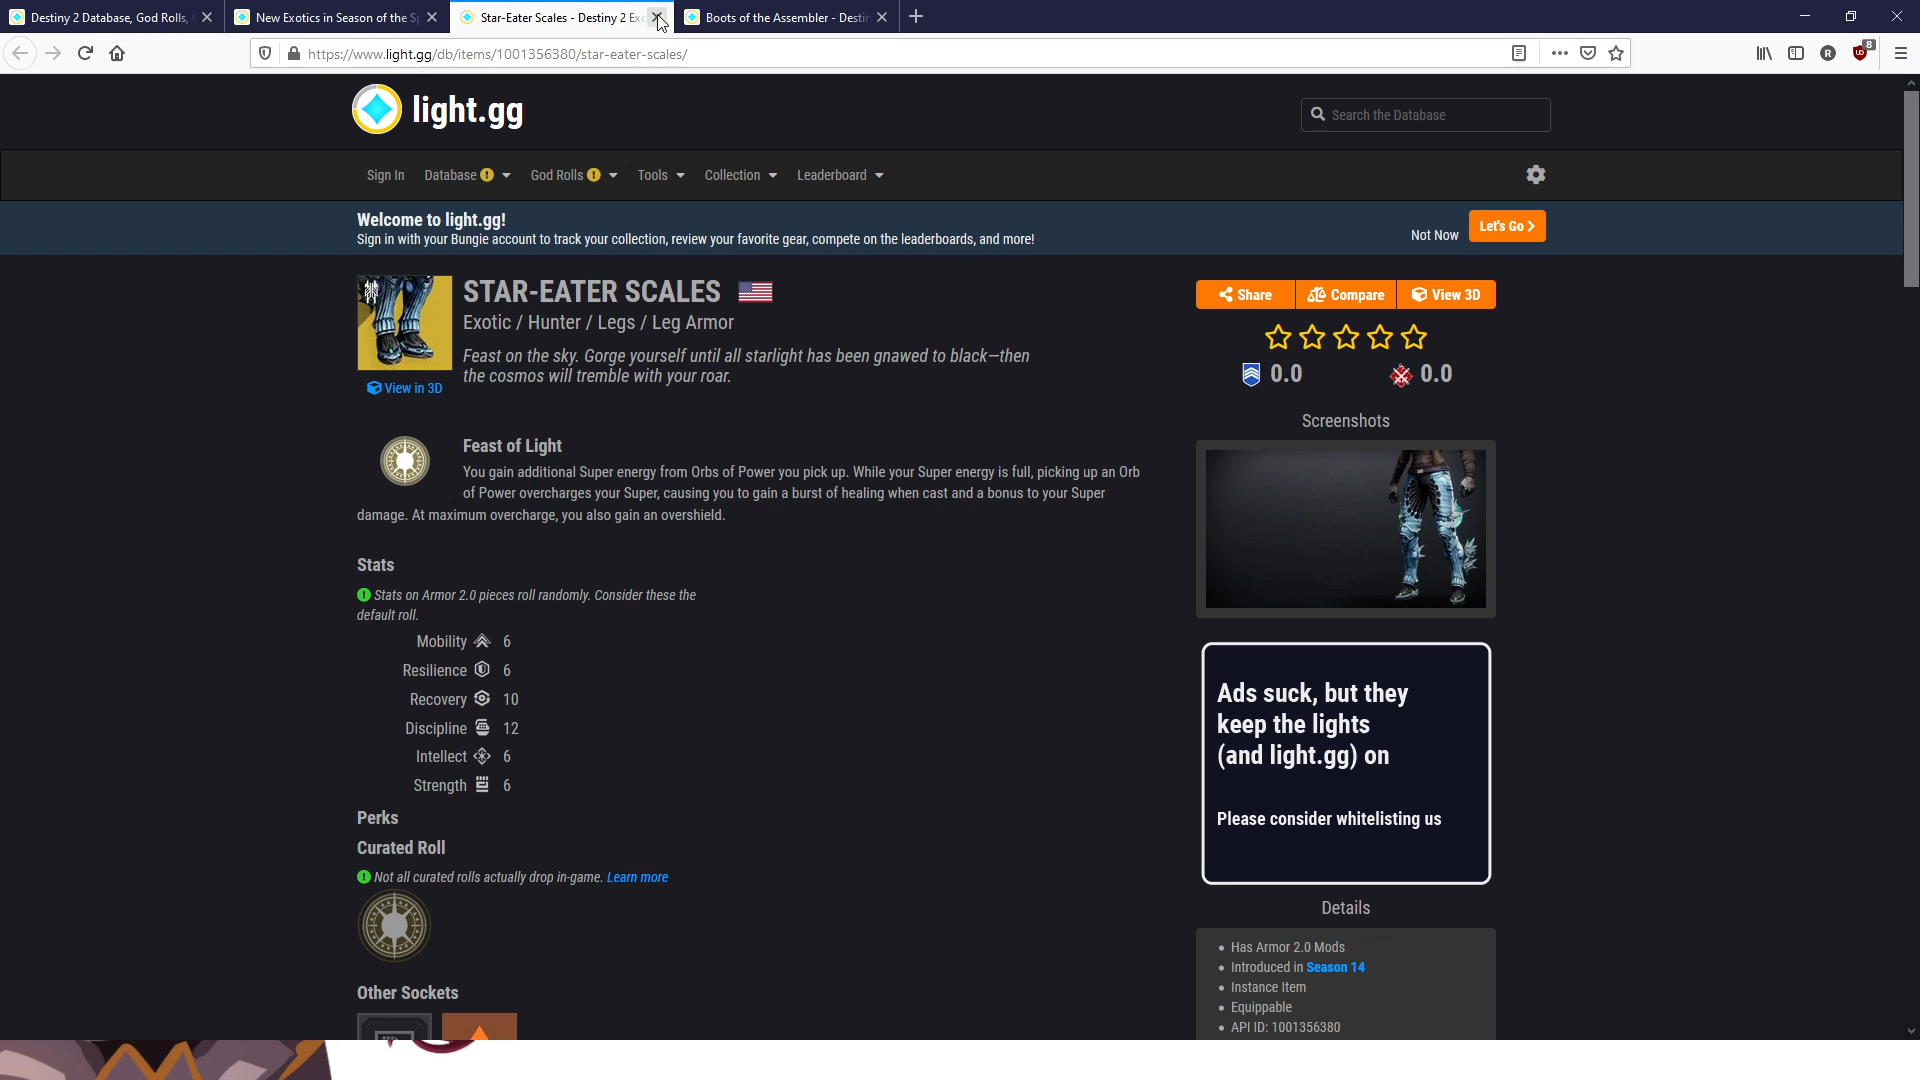 Destiny 2 Database, God Rolls,
New Exotics in Season of the Sp
Star-Eater Scales - Destiny 2 Exo
Boots of the Assembler - Destin
https://www.light.gg/db/items/1001356380/star-eater-scales/
R
8
light.gg
Search the Database
Sign In Database ! God Rolls ! Tools Collection Leaderboard
Welcome to light.gg!
Sign in with your Bungie account to track your collection, review your favorite gear, compete on the leaderboards, and more!
Not Now
Let's Go
STAR-EATER SCALES
Exotic / Hunter / Legs / Leg Armor
Feast on the sky. Gorge yourself until all starlight has been gnawed to black—then
the cosmos will tremble with your roar.
View in 3D
Feast of Light
You gain additional Super energy from Orbs of Power you pick up. While your Super energy is full, picking up an Orb
of Power overcharges your Super, causing you to gain a burst of healing when cast and a bonus to your Super
damage. At maximum overcharge, you also gain an overshield.
Stats
Stats on Armor 2.0 pieces roll randomly. Consider these the
default roll.
Mobility 6
Resilience 6
Recovery 10
Discipline 12
Intellect 6
Strength 6
Perks
Curated Roll
Not all curated rolls actually drop in-game. Learn more
Other Sockets
Share Compare View 3D
0.0 0.0
Screenshots
Ads suck, but they
keep the lights
(and light.gg) on
Please consider whitelisting us
Details
Has Armor 2.0 Mods
Introduced in Season 14
Instance Item
Equippable
API ID: 1001356380